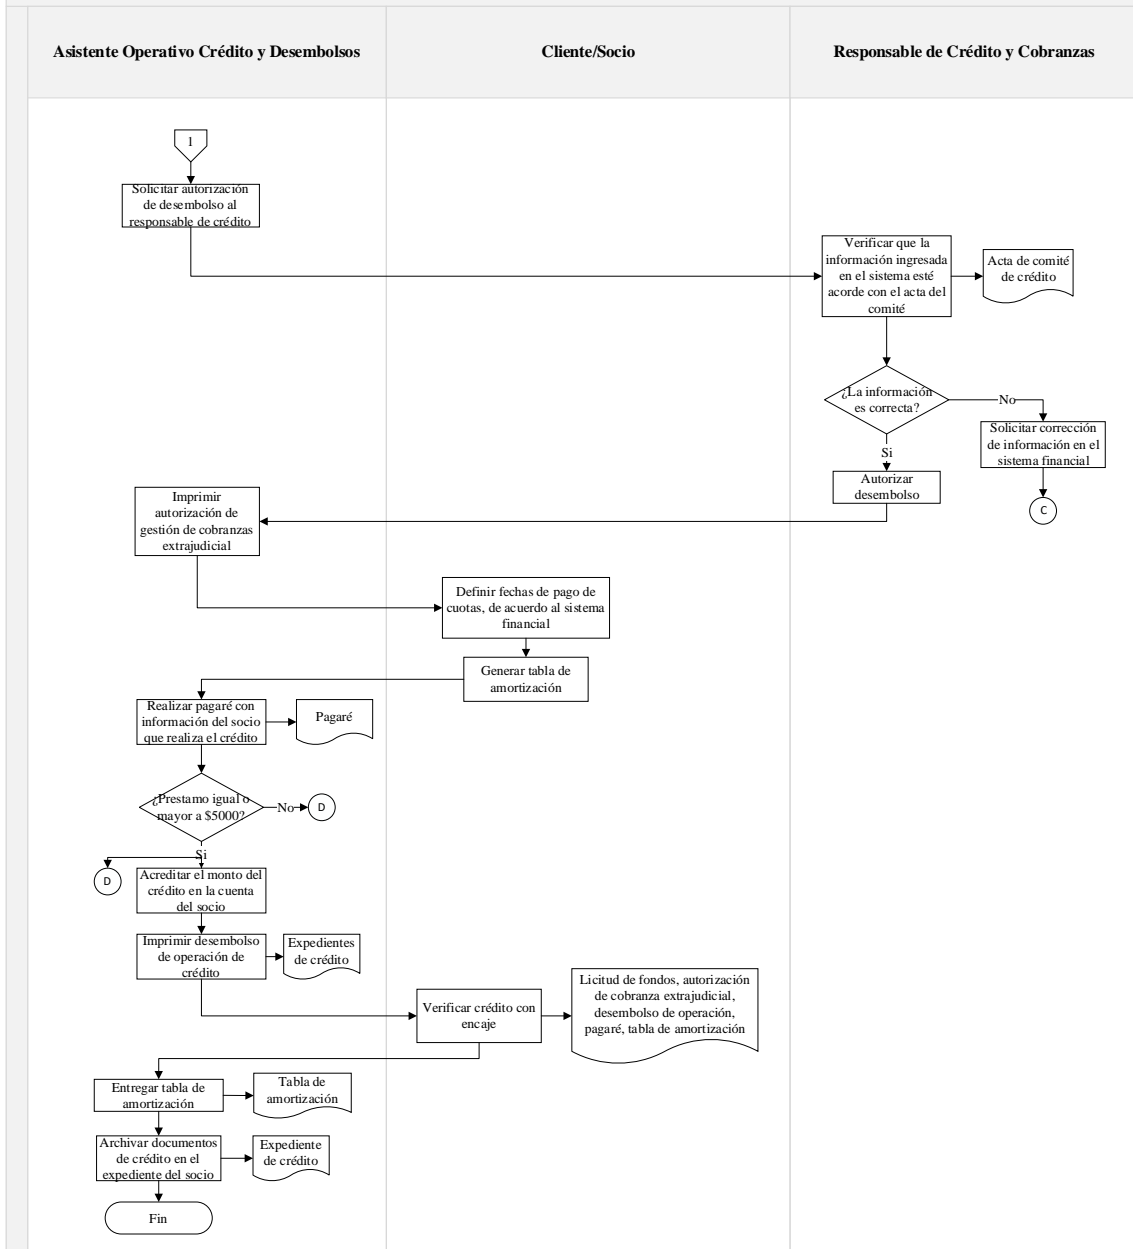 Asistente Operativo Crédito y Desembolsos
Cliente/Socio
Responsable de Crédito y Cobranzas
1
Solicitar autorización
de desembolso al
responsable de crédito
Verificar que la
información ingresada
en el sistema esté
acorde con el acta del
comité
Acta de comité
de crédito
¿La información
es correcta?
No
Solicitar corrección
de información en el
sistema financial
C
Si
Autorizar
desembolso
Imprimir
autorización de
gestión de cobranzas
extrajudicial
Definir fechas de pago de
cuotas, de acuerdo al sistema
financial
Generar tabla de
amortización
Realizar pagaré con
información del socio
que realiza el crédito
Pagaré
¿Prestamo igual o
mayor a $5000?
No
D
Si
D
Acreditar el monto del
crédito en la cuenta
del socio
Imprimir desembolso
de operación de
crédito
Expedientes
de crédito
Verificar crédito con
encaje
Licitud de fondos, autorización
de cobranza extrajudicial,
desembolso de operación,
pagaré, tabla de amortización
Entregar tabla de
amortización
Tabla de
amortización
Archivar documentos
de crédito en el
expediente del socio
Expediente
de crédito
Fin